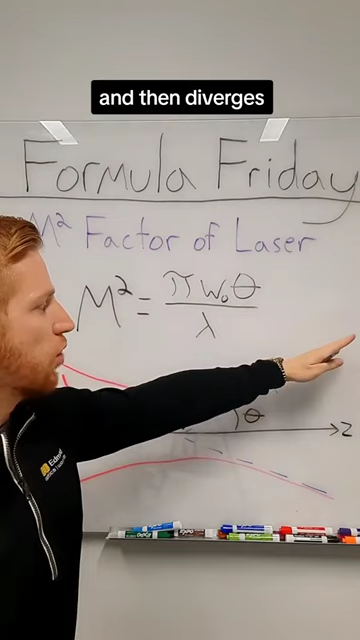 and then diverges
Formula Friday
M² Factor of Laser
M² = πw₀θ / λ
θ
z